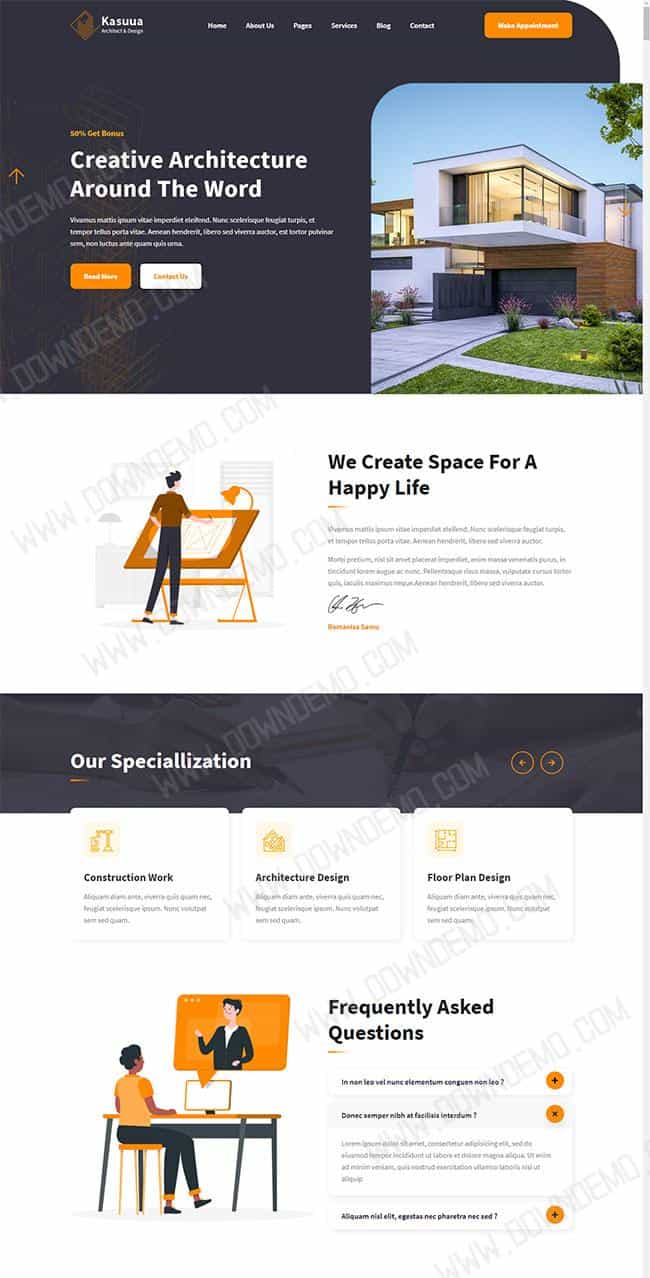 Kasuua
Architect & Design
Home About Us Pages Services Blog Contact
Make Appointment
50% Get Bonus
Creative Architecture
Around The Word
Vivamus mattis ipsum vitae imperdiet eleifend. Nunc scelerisque feugiat turpis, et
tempor tellus porta vitae. Aenean hendrerit, libero sed viverra auctor, est tortor pulvinar
sem, non luctus ante quam quis urna.
Read More Contact Us
We Create Space For A
Happy Life
Vivamus mattis ipsum vitae imperdiet eleifend. Nunc scelerisque feugiat turpis,
et tempor tellus porta vitae. Aenean hendrerit, libero sed viverra auctor.
Morbi pretium, nisl sit amet placerat imperdiet, enim massa venenatis purus, in
tincidunt lorem augue ac nunc. Pellentesque risus massa, vulputate cursus tortor
quis, iaculis maximus neque.Aenean hendrerit, libero sed viverra auctor.
Romanisa Samu
Our Speciallization
Construction Work
Aliquam diam ante, viverra quis quam nec,
feugiat scelerisque ipsum. Nunc volutpat
sem sed quam.
Architecture Design
Aliquam diam ante, viverra quis quam nec,
feugiat scelerisque ipsum. Nunc volutpat
sem sed quam.
Floor Plan Design
Aliquam diam ante, viverra quis quam nec,
feugiat scelerisque ipsum. Nunc volutpat
sem sed quam.
Frequently Asked
Questions
In non leo vel nunc elementum conguen non leo ?
Donec semper nibh at facilisis interdum ?
Lorem ipsum dolor sit amet, consectetur adipisicing elit, sed do
eiusmod tempor incididunt ut labore et dolore magna aliqua. Ut enim
ad minim veniam, quis nostrud exercitation ullamco laboris nisi ut
aliquip
Aliquam nisl elit, egestas nec pharetra nec sed ?
WWW.DOWNDEMO.COM